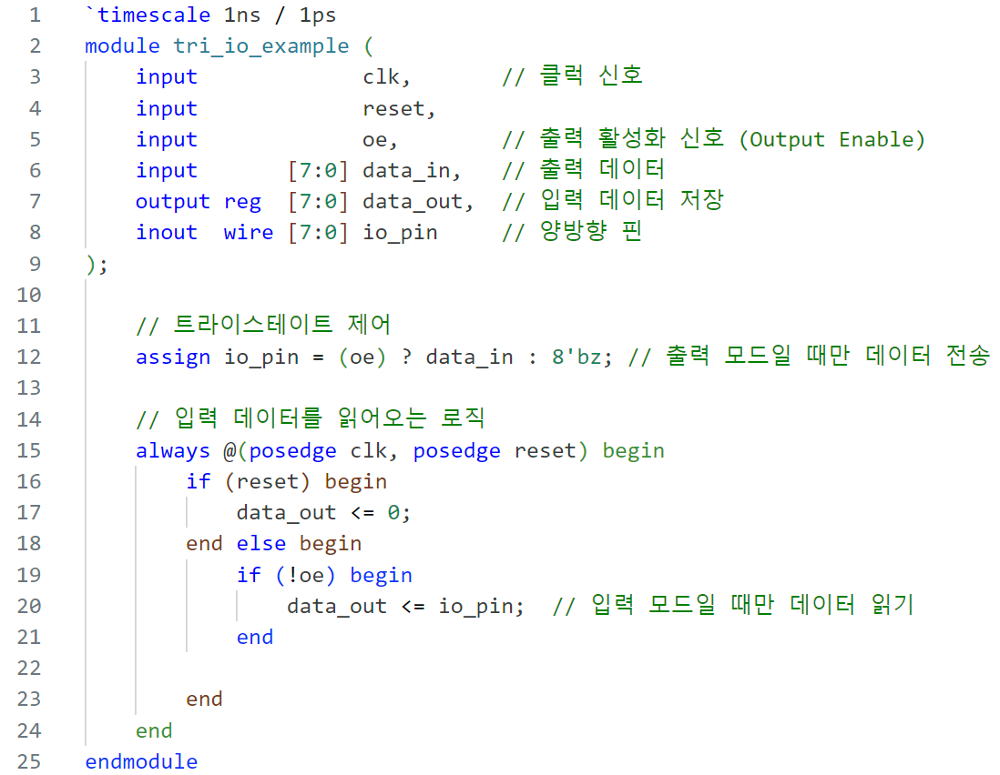 1 `timescale 1ns / 1ps
2 module tri_io_example (
3 input clk, // 클럭 신호
4 input reset,
5 input oe, // 출력 활성화 신호 (Output Enable)
6 input [7:0] data_in, // 출력 데이터
7 output reg [7:0] data_out, // 입력 데이터 저장
8 inout wire [7:0] io_pin // 양방향 핀
9 );
10
11 // 트라이스테이트 제어
12 assign io_pin = (oe) ? data_in : 8'bz; // 출력 모드일 때만 데이터 전송
13
14 // 입력 데이터를 읽어오는 로직
15 always @(posedge clk, posedge reset) begin
16 if (reset) begin
17 data_out <= 0;
18 end else begin
19 if (!oe) begin
20 data_out <= io_pin; // 입력 모드일 때만 데이터 읽기
21 end
22
23 end
24 end
25 endmodule